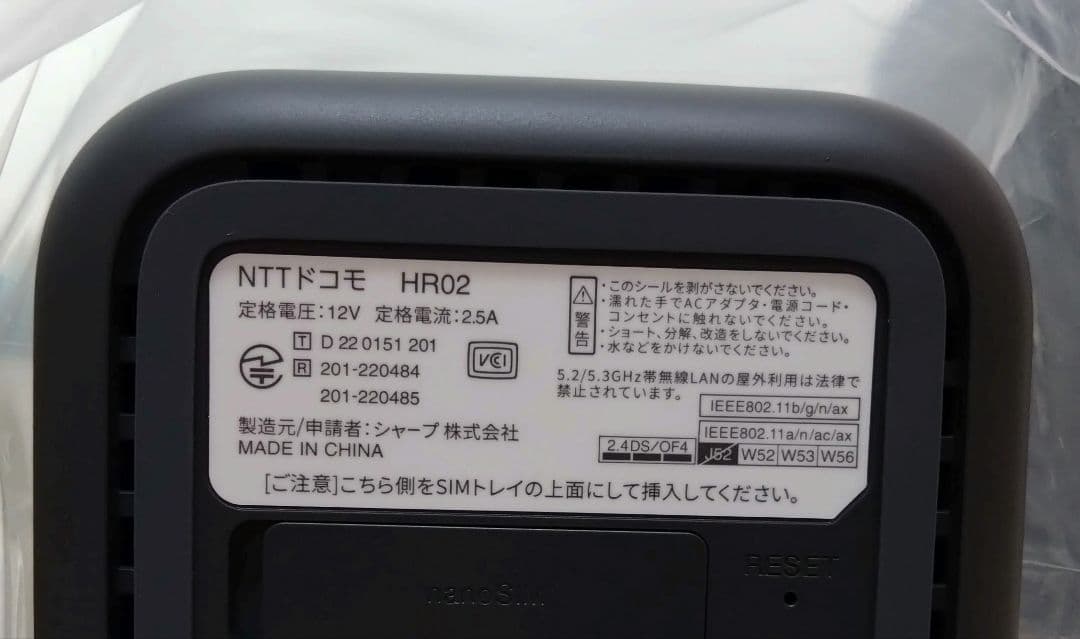 NTTドコモ HR02
定格電圧:12V 定格電流:2.5A
T D 22 0151 201
R 201-220484
201-220485
VCCI
製造元/申請者:シャープ 株式会社
MADE IN CHINA
警告
・このシールを剥がさないでください。
・濡れた手でACアダプタ・電源コード・
コンセントに触れないでください。
・ショート、分解、改造をしないでください。
・水などをかけないでください。
5.2/5.3GHz帯無線LANの屋外利用は法律で
禁止されています。
IEEE802.11b/g/n/ax
IEEE802.11a/n/ac/ax
2.4DS/OF4
J52 W52 W53 W56
[ご注意]こちら側をSIMトレイの上面にして挿入してください。
nanoSIM
RESET